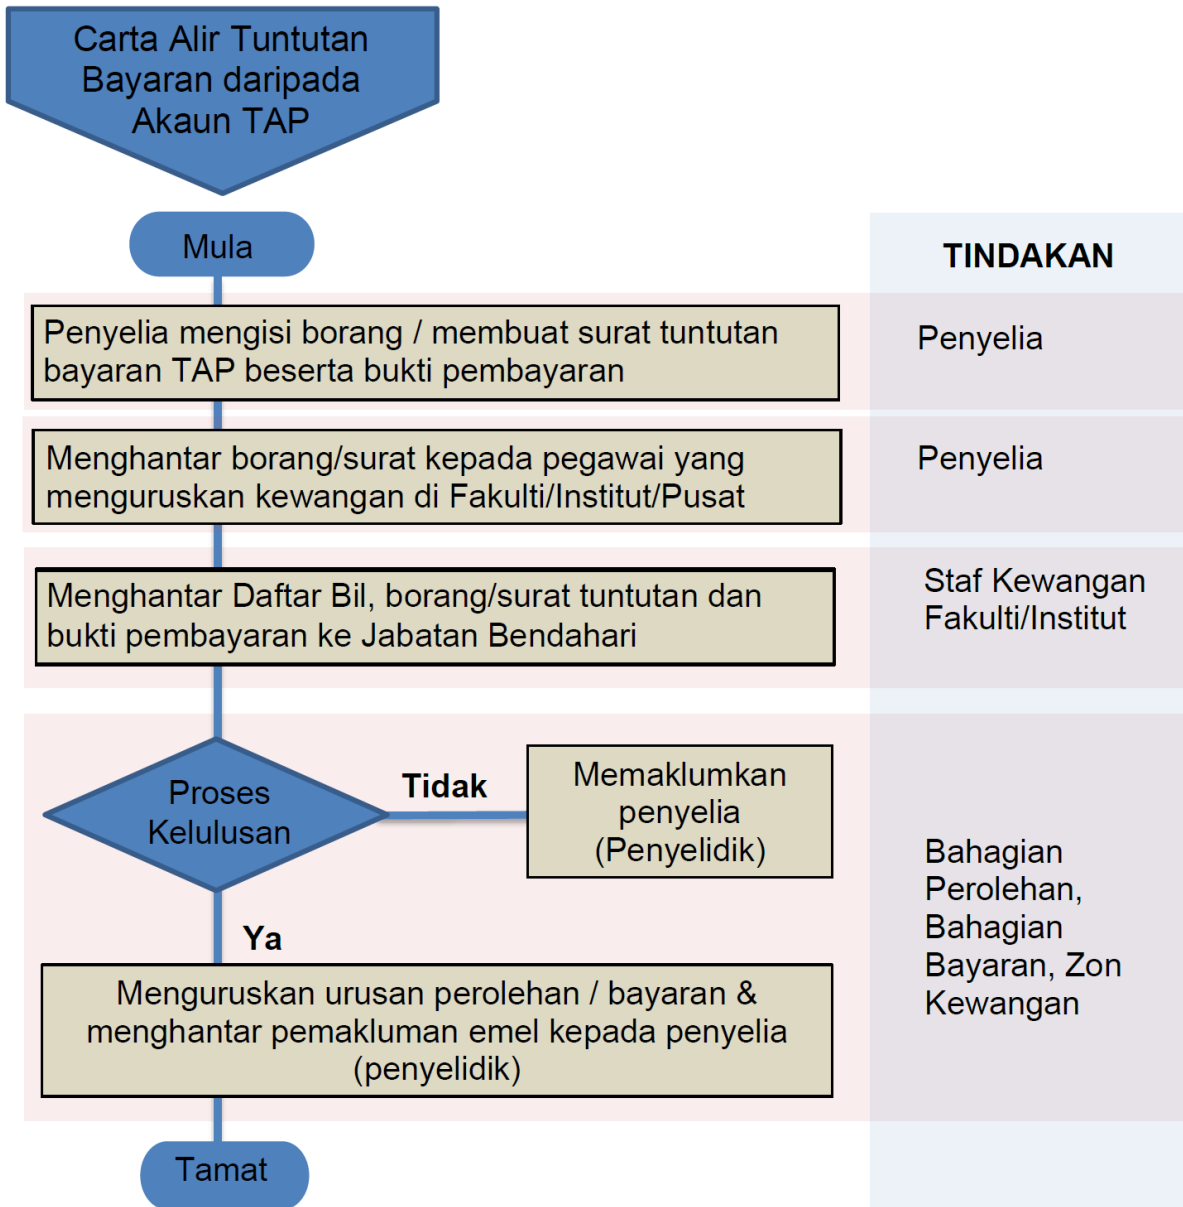 Carta Alir Tuntutan
Bayaran daripada
Akaun TAP
Mula
TINDAKAN
Penyelia mengisi borang / membuat surat tuntutan
bayaran TAP beserta bukti pembayaran
Penyelia
Menghantar borang/surat kepada pegawai yang
menguruskan kewangan di Fakulti/Institut/Pusat
Penyelia
Menghantar Daftar Bil, borang/surat tuntutan dan
bukti pembayaran ke Jabatan Bendahari
Staf Kewangan
Fakulti/Institut
Proses
Kelulusan
Tidak
Memaklumkan
penyelia
(Penyelidik)
Ya
Menguruskan urusan perolehan / bayaran &
menghantar pemakluman emel kepada penyelia
(penyelidik)
Bahagian
Perolehan,
Bahagian
Bayaran, Zon
Kewangan
Tamat